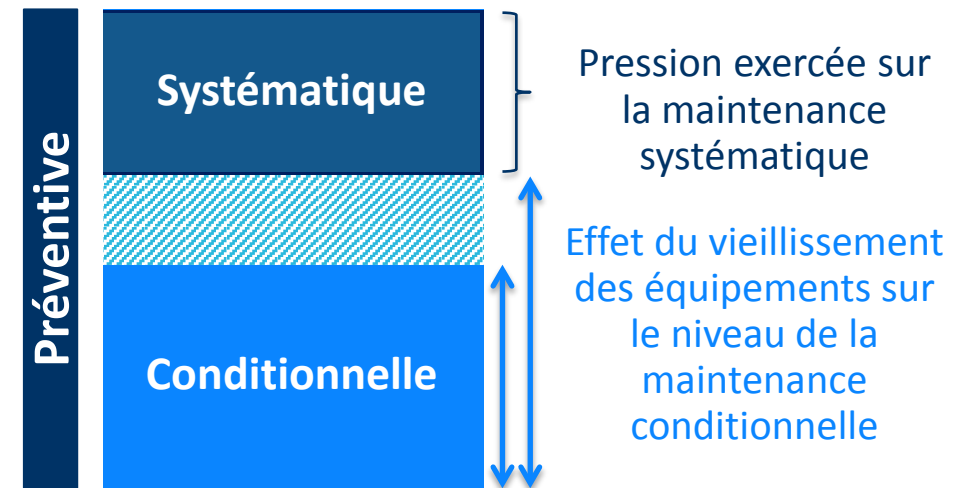 Préventive
Systématique
Conditionnelle
Pression exercée sur
la maintenance
systématique
Effet du vieillissement
des équipements sur
le niveau de la
maintenance
conditionnelle